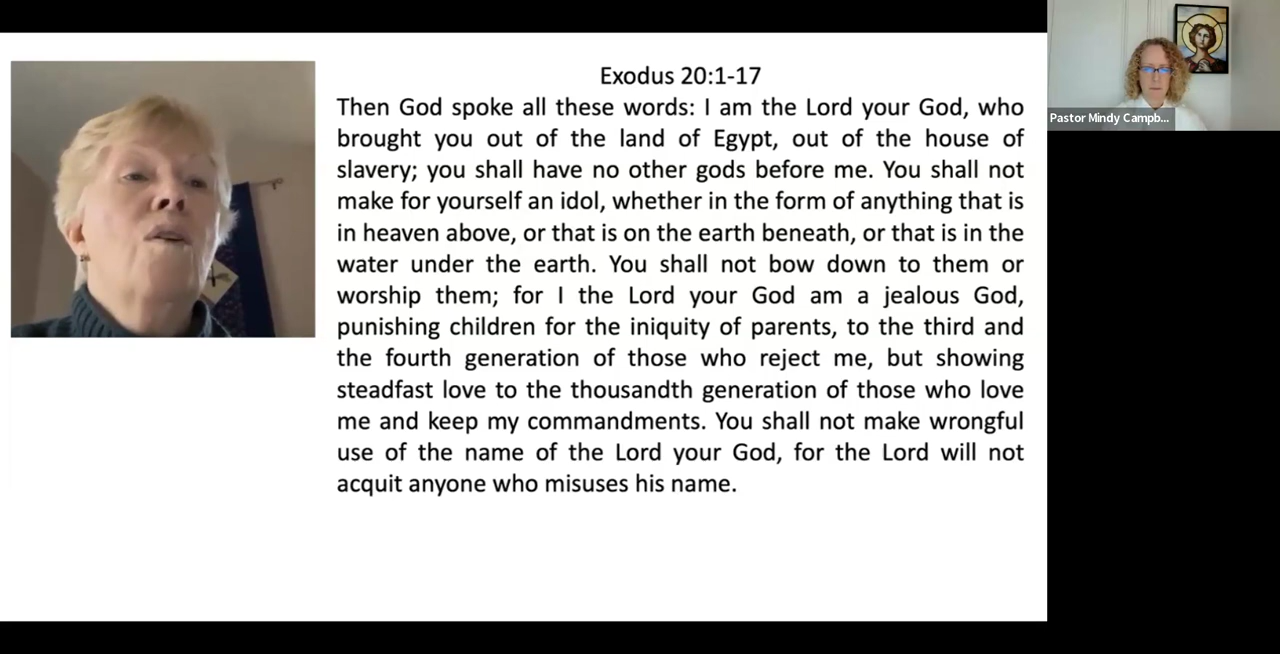 Exodus 20:1-17
Then God spoke all these words: I am the Lord your God, who
brought you out of the land of Egypt, out of the house of
slavery; you shall have no other gods before me. You shall not
make for yourself an idol, whether in the form of anything that is
in heaven above, or that is on the earth beneath, or that is in the
water under the earth. You shall not bow down to them or
worship them; for I the Lord your God am a jealous God,
punishing children for the iniquity of parents, to the third and
the fourth generation of those who reject me, but showing
steadfast love to the thousandth generation of those who love
me and keep my commandments. You shall not make wrongful
use of the name of the Lord your God, for the Lord will not
acquit anyone who misuses his name.
Pastor Mindy Campb...